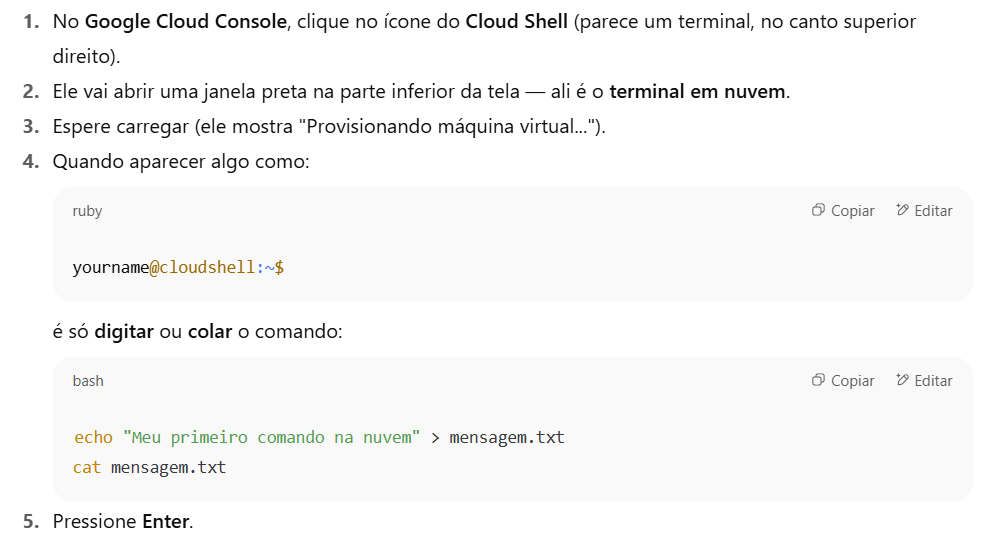 1. No Google Cloud Console, clique no ícone do Cloud Shell (parece um terminal, no canto superior
direito).
2. Ele vai abrir uma janela preta na parte inferior da tela — ali é o terminal em nuvem.
3. Espere carregar (ele mostra "Provisionando máquina virtual...").
4. Quando aparecer algo como:
ruby Copiar Editar
yourname@cloudshell:~$
é só digitar ou colar o comando:
bash Copiar Editar
echo "Meu primeiro comando na nuvem" > mensagem.txt
cat mensagem.txt
5. Pressione Enter.